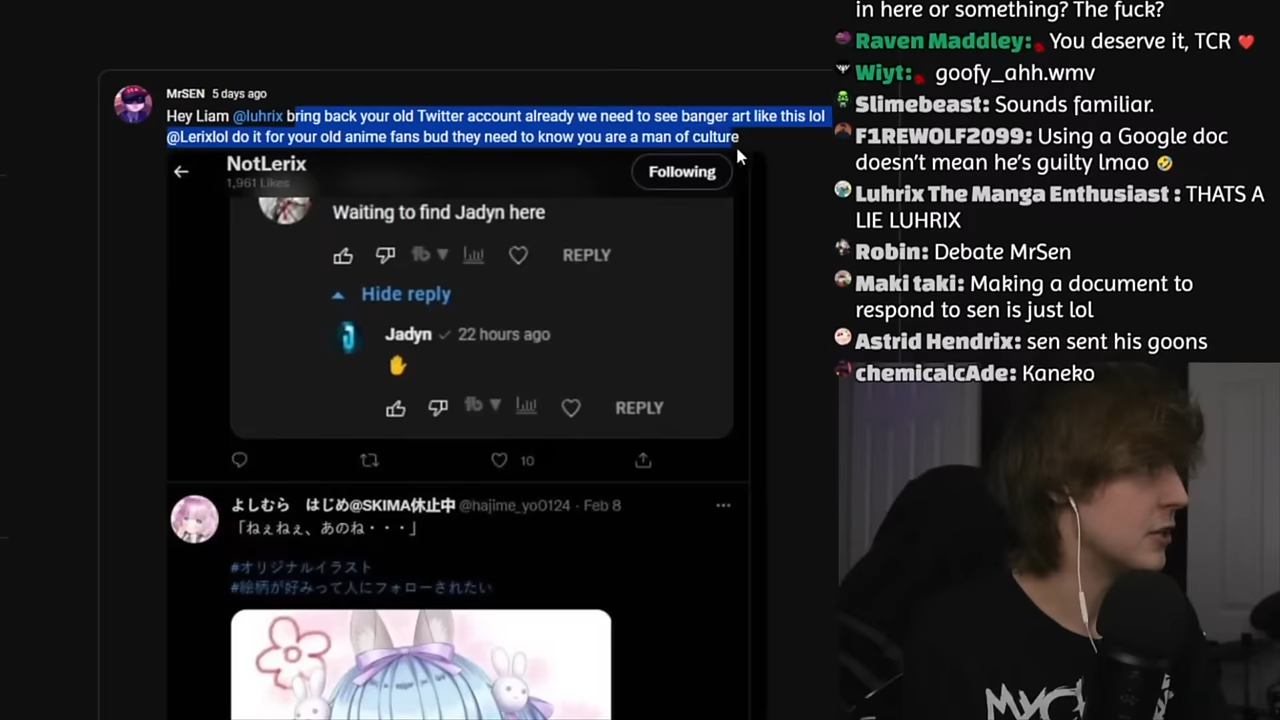 MrSEN 5 days ago
Hey Liam @luhrix bring back your old Twitter account already we need to see banger art like this lol
@Lerixlol do it for your old anime fans bud they need to know you are a man of culture
NotLerix
1,961 Likes
Following
Waiting to find Jadyn here
REPLY
Hide reply
Jadyn 22 hours ago
✋
REPLY
10
よしむら はじめ@SKIMA休止中 @hajime_yo0124 · Feb 8
「ねぇねぇ、あのね・・・」
#オリジナルイラスト
#絵柄が好みって人にフォローされたい
in here or something? The fuck?
Raven Maddley: You deserve it, TCR ❤️
Wiyt: goofy_ahh.wmv
Slimebeast: Sounds familiar.
F1REWOLF2099: Using a Google doc
doesn’t mean he’s guilty lmao 🤣
Luhrix The Manga Enthusiast : THATS A
LIE LUHRIX
Robin: Debate MrSen
Maki taki: Making a document to
respond to sen is just lol
Astrid Hendrix: sen sent his goons
chemicalcAde: Kaneko